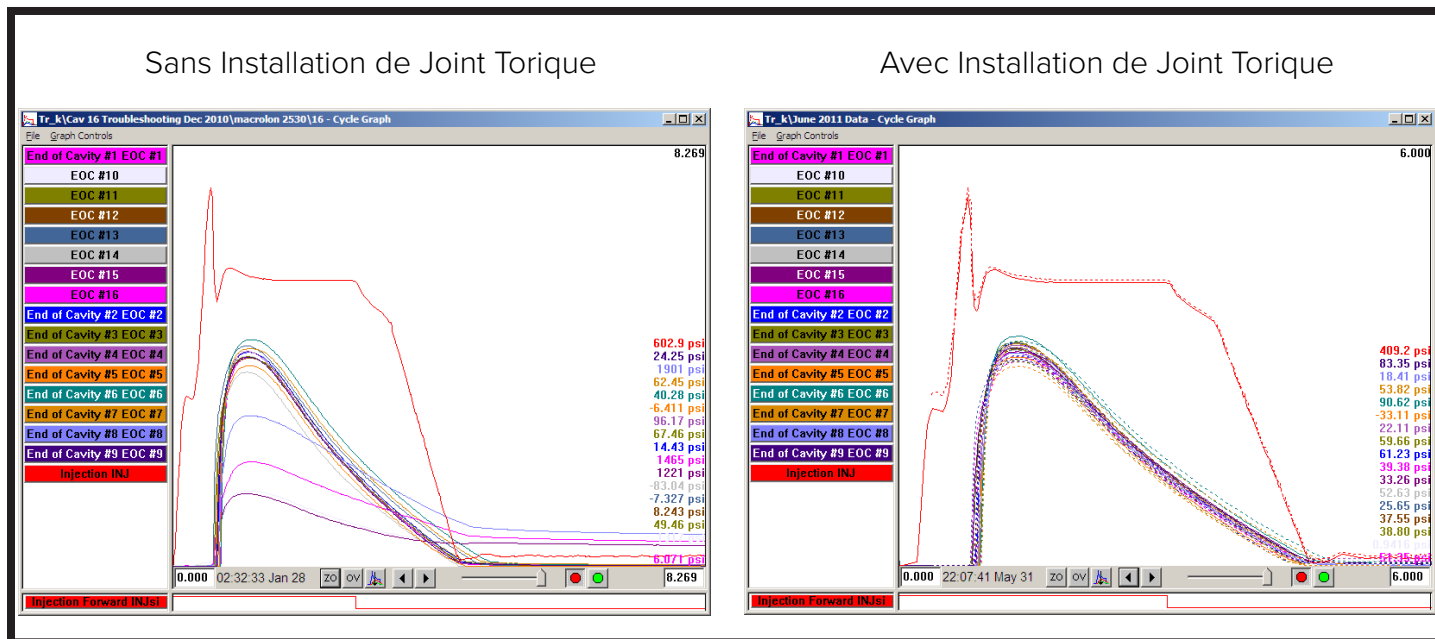 Sans Installation de Joint Torique
Tr_k\Cav 16 Troubleshooting Dec 2010\macrolon 2530\16 - Cycle Graph
File Graph Controls
End of Cavity #1 EOC #1
EOC #10
EOC #11
EOC #12
EOC #13
EOC #14
EOC #15
EOC #16
End of Cavity #2 EOC #2
End of Cavity #3 EOC #3
End of Cavity #4 EOC #4
End of Cavity #5 EOC #5
End of Cavity #6 EOC #6
End of Cavity #7 EOC #7
End of Cavity #8 EOC #8
End of Cavity #9 EOC #9
Injection INJ
8.269
602.9 psi
24.25 psi
1901 psi
62.45 psi
40.28 psi
-6.411 psi
96.17 psi
67.46 psi
14.43 psi
1465 psi
1221 psi
-83.04 psi
-7.327 psi
8.243 psi
49.46 psi
6.071 psi
0.000 02:32:33 Jan 28 ZO OV 8.269
Injection Forward INJsi
Avec Installation de Joint Torique
Tr_k\June 2011 Data - Cycle Graph
File Graph Controls
End of Cavity #1 EOC #1
EOC #10
EOC #11
EOC #12
EOC #13
EOC #14
EOC #15
EOC #16
End of Cavity #2 EOC #2
End of Cavity #3 EOC #3
End of Cavity #4 EOC #4
End of Cavity #5 EOC #5
End of Cavity #6 EOC #6
End of Cavity #7 EOC #7
End of Cavity #8 EOC #8
End of Cavity #9 EOC #9
Injection INJ
6.000
409.2 psi
83.35 psi
18.41 psi
53.82 psi
90.62 psi
-33.11 psi
22.11 psi
59.66 psi
61.23 psi
39.38 psi
33.26 psi
52.63 psi
25.65 psi
37.55 psi
38.80 psi
0.000 22:07:41 May 31 ZO OV 6.000
Injection Forward INJsi